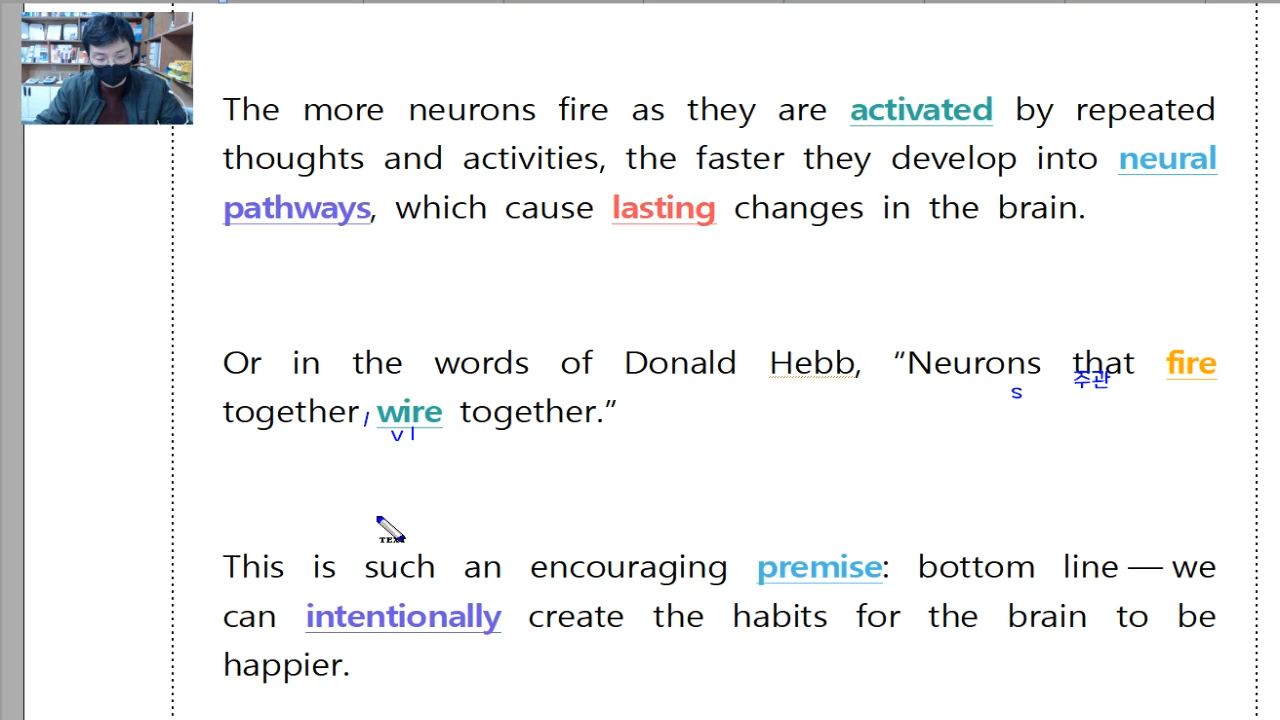 The more neurons fire as they are activated by repeated
thoughts and activities, the faster they develop into neural
pathways, which cause lasting changes in the brain.
Or in the words of Donald Hebb, “Neurons that fire
주관
s
together / wire together.”
v l
TEXT
This is such an encouraging premise: bottom line — we
can intentionally create the habits for the brain to be
happier.